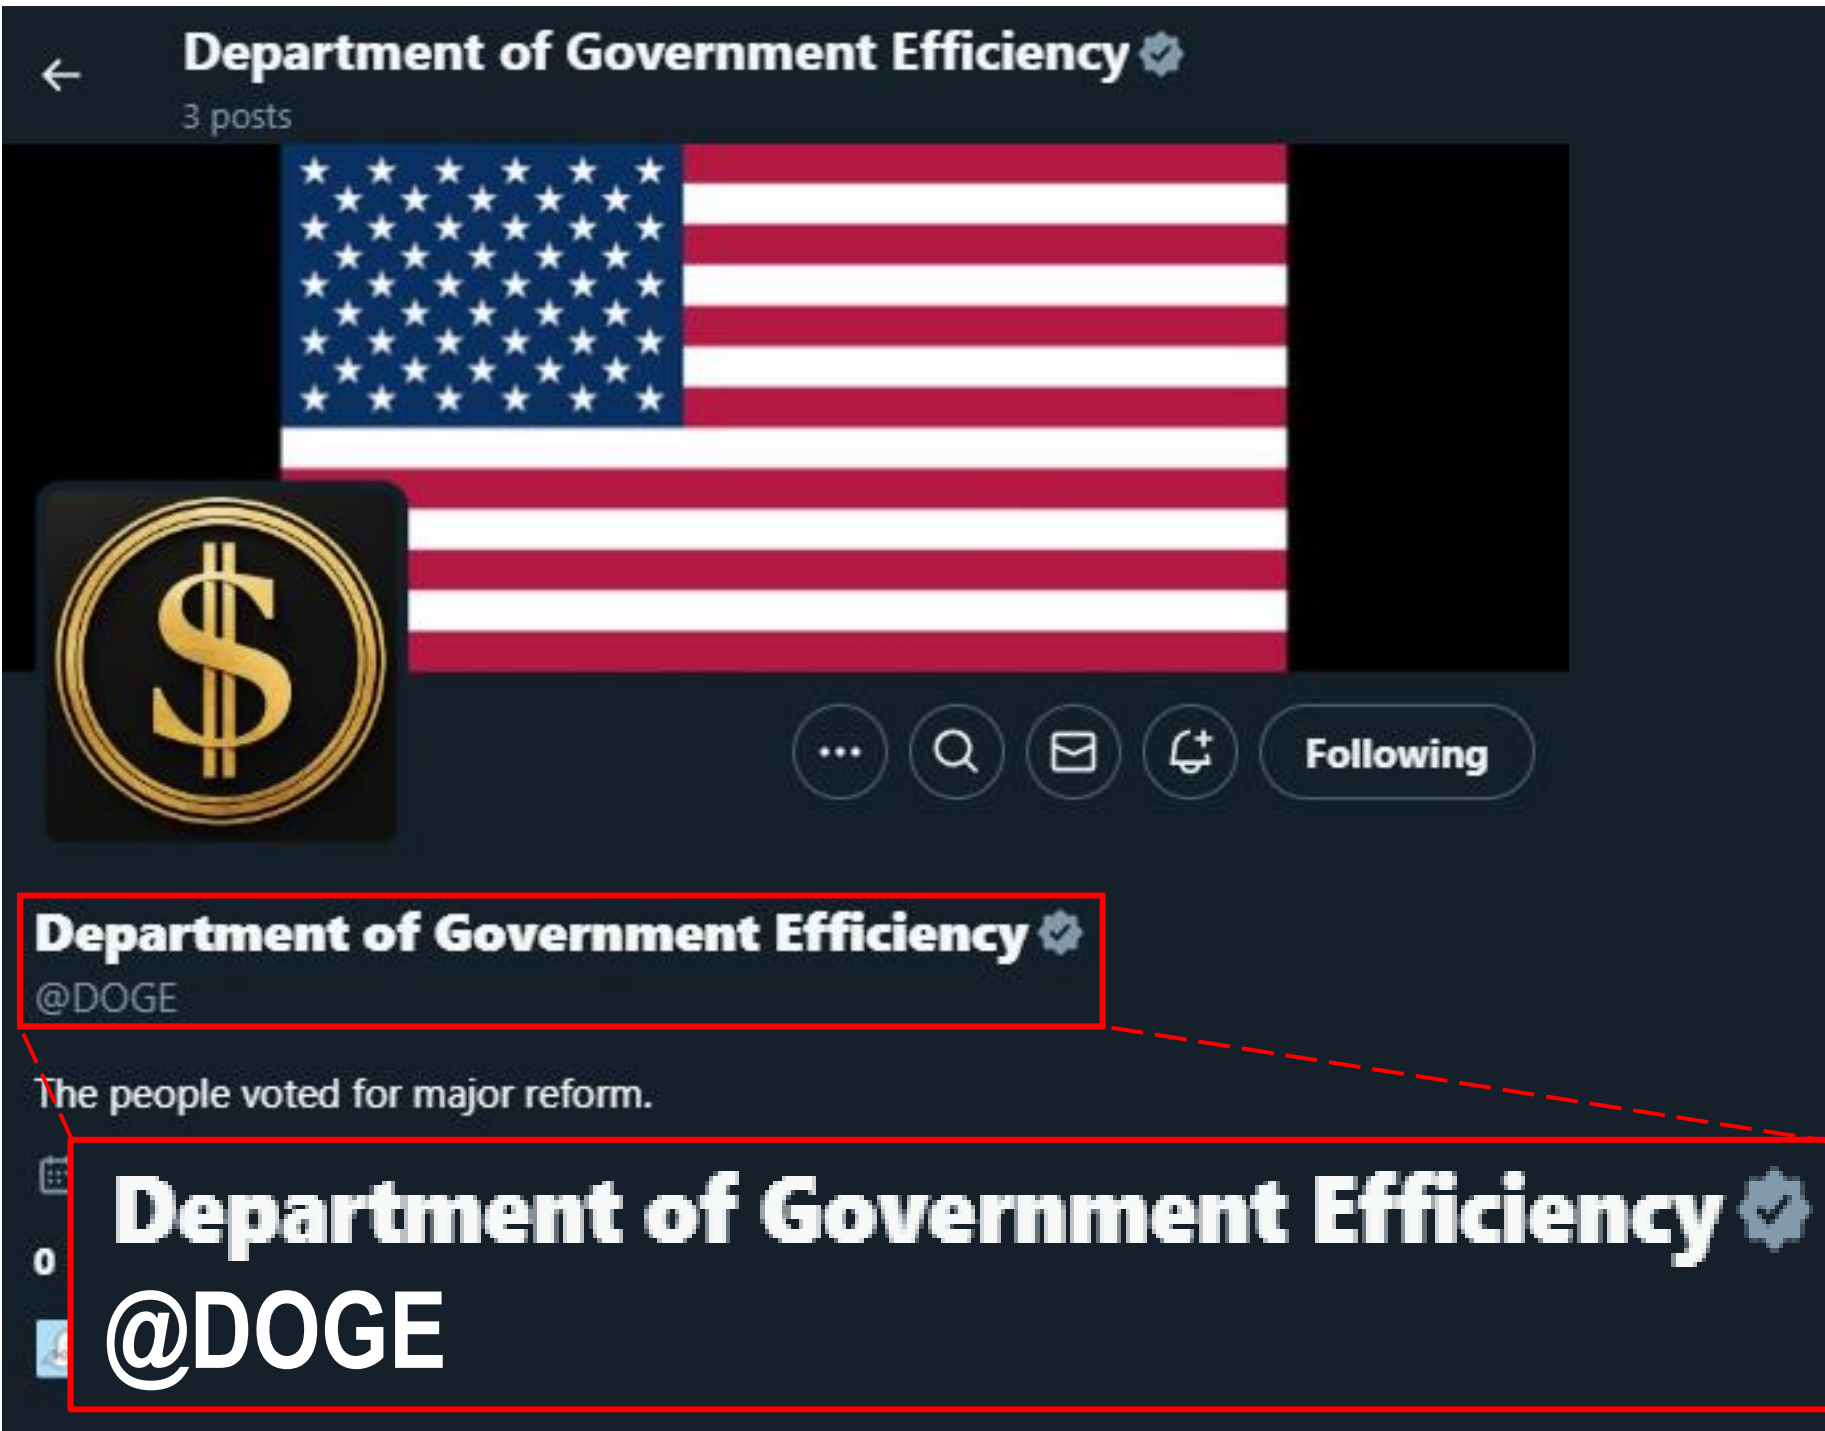 Department of Government Efficiency
3 posts
$
Following
Department of Government Efficiency
@DOGE
The people voted for major reform.
0
Department of Government Efficiency
@DOGE